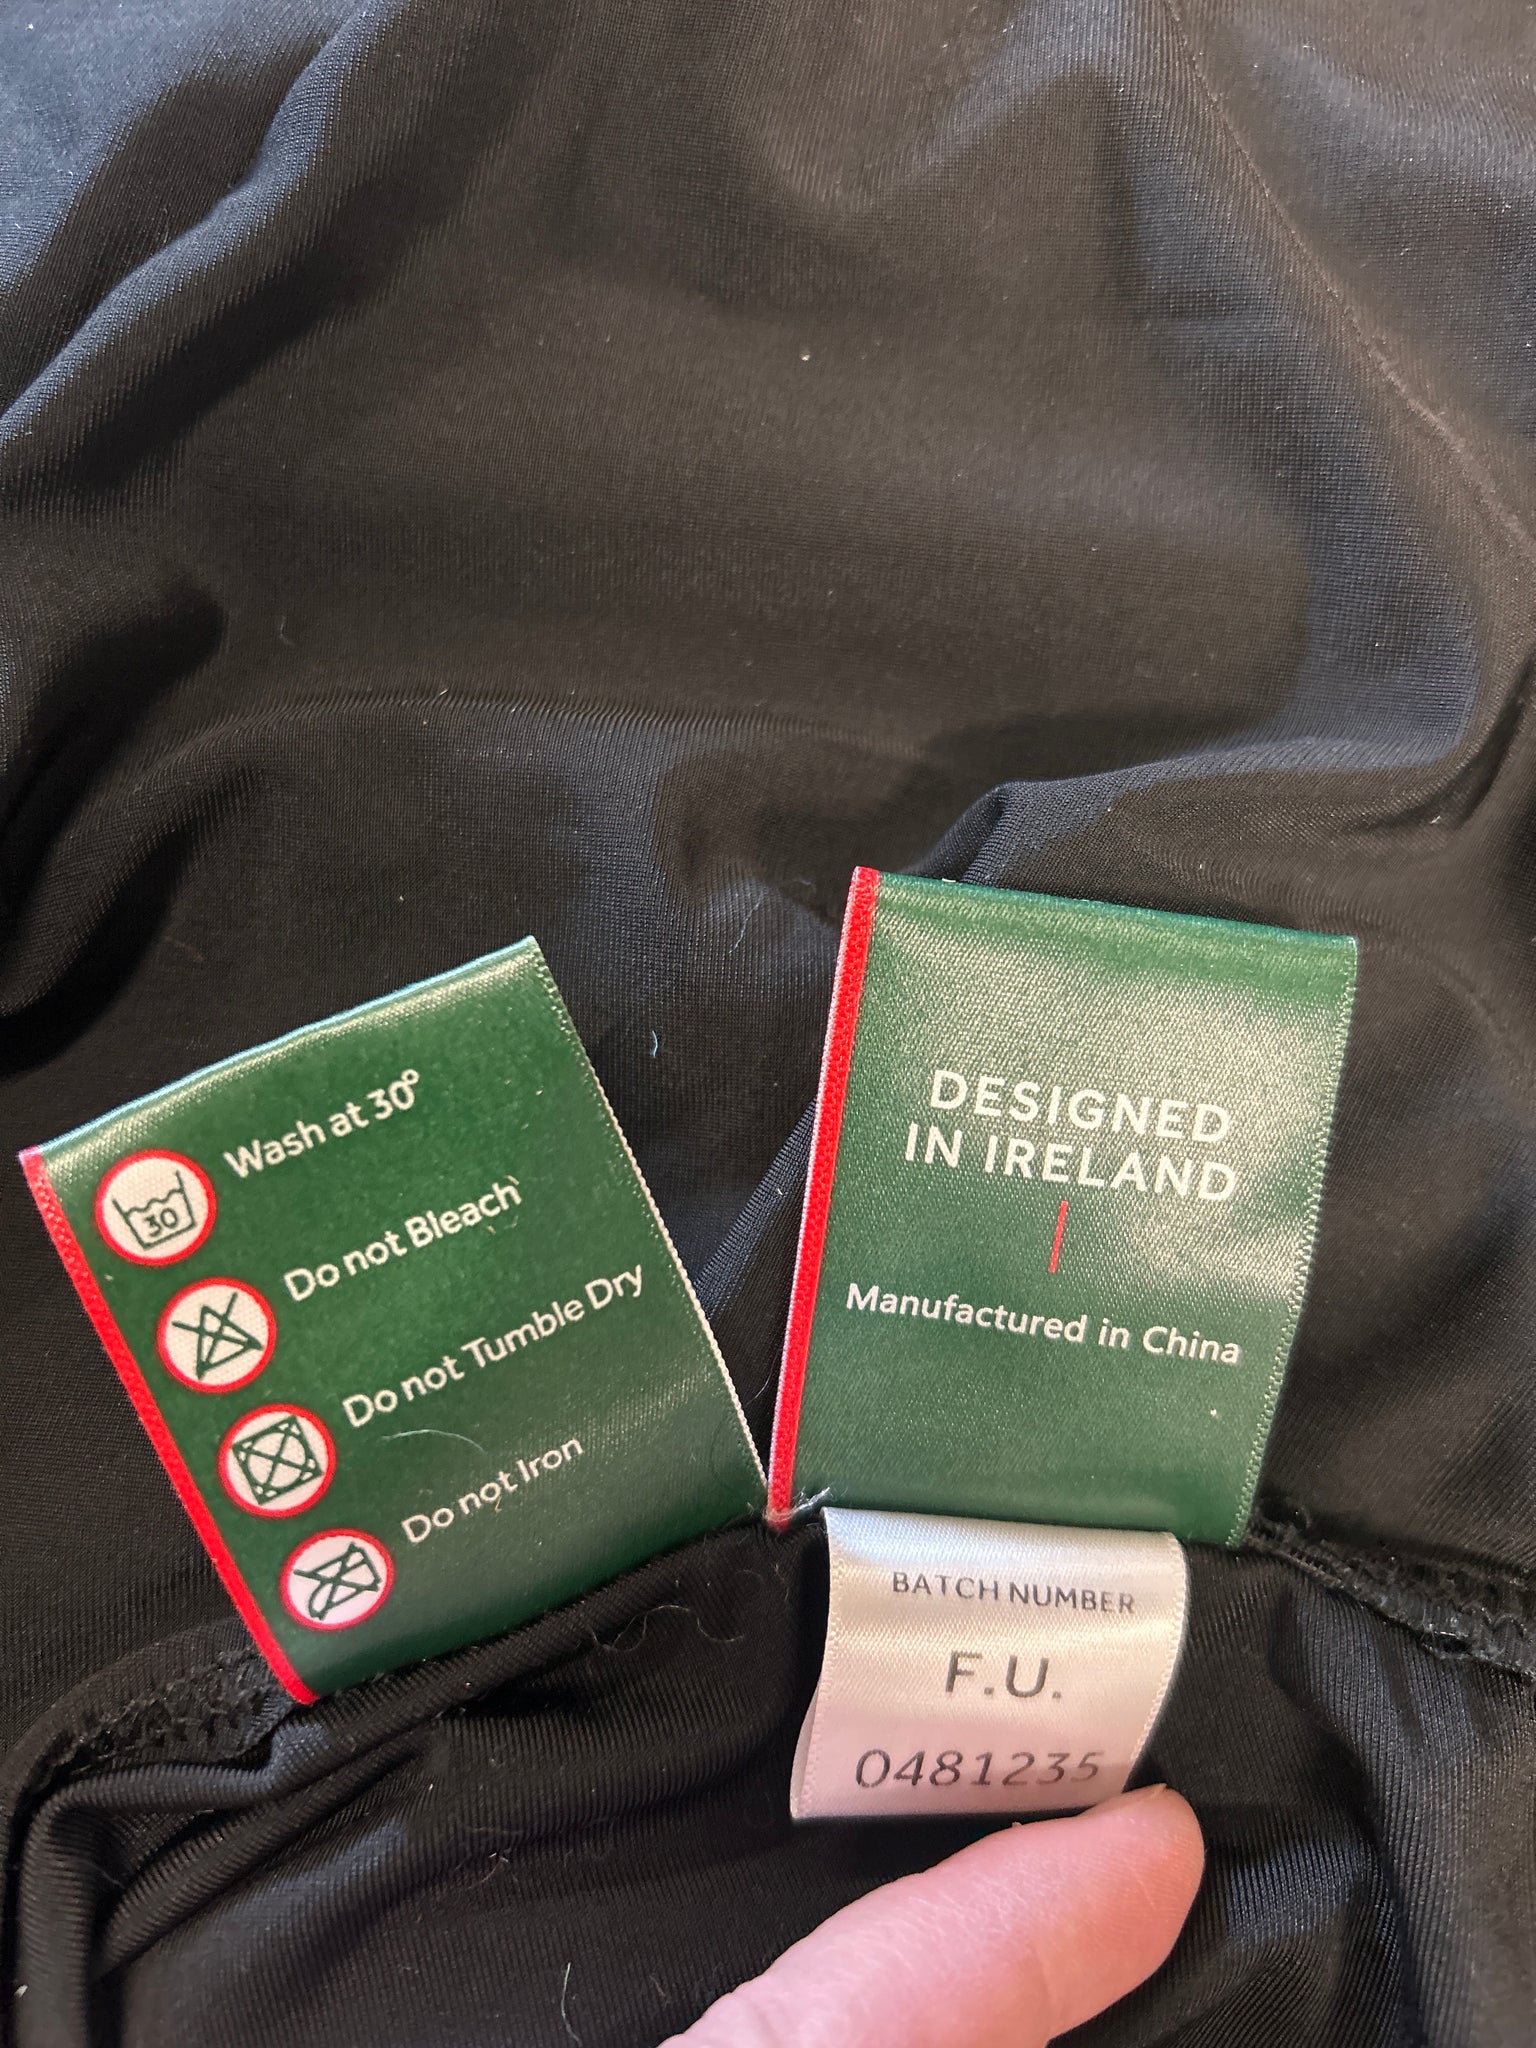 Wash at 30°
30
Do not Bleach
Do not Tumble Dry
Do not Iron
DESIGNED
IN IRELAND
Manufactured in China
BATCH NUMBER
F.U.
0481235